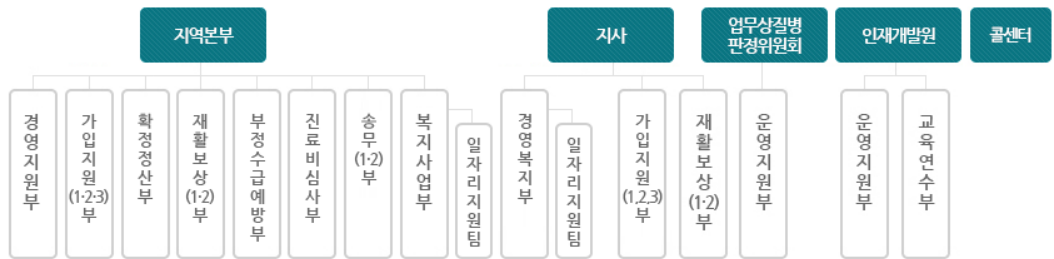 지역본부
지사
업무상질병
판정위원회
인재개발원
콜센터
경영지원부
가입지원(1·2·3)부
확정정산부
재활보상(1·2)부
부정수급예방부
진료비심사부
송무(1·2)부
복지사업부
일자리지원팀
경영복지부
일자리지원팀
가입지원(1,2,3)부
재활보상(1·2)부
운영지원부
운영지원부
교육연수부